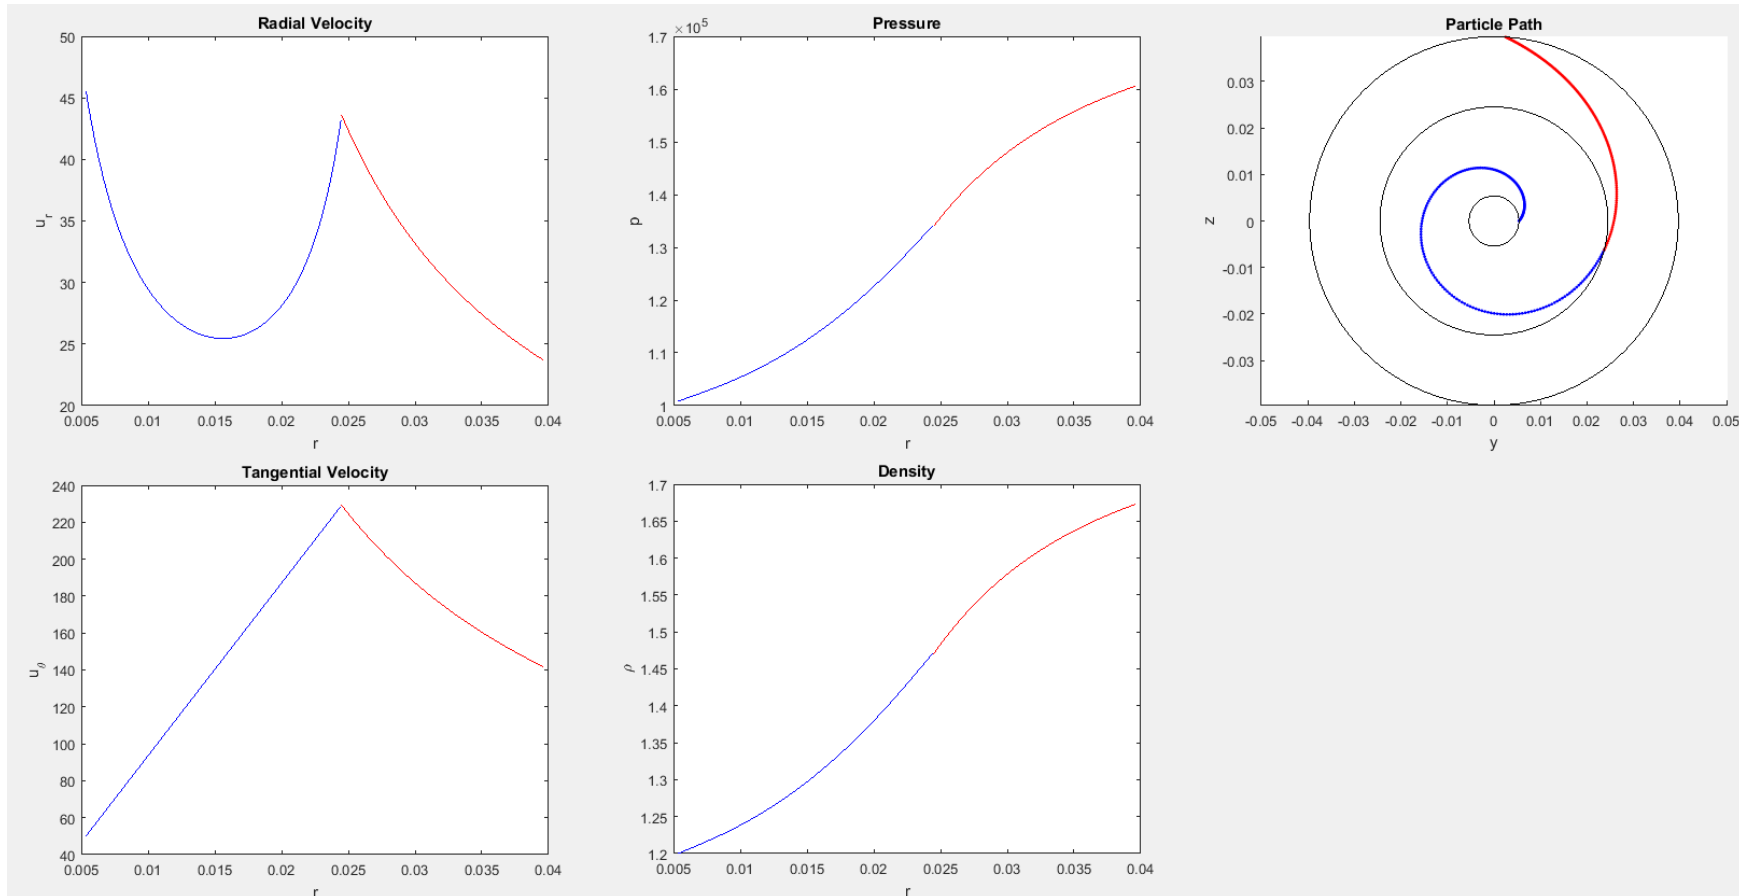 Radial Velocity
50
45
40
35
30
25
20
u_r
0.005 0.01 0.015 0.02 0.025 0.03 0.035 0.04
r
Pressure
×10^5
1.7
1.6
1.5
1.4
1.3
1.2
1.1
1
p
0.005 0.01 0.015 0.02 0.025 0.03 0.035 0.04
r
Particle Path
0.03
0.02
0.01
0
-0.01
-0.02
-0.03
z
-0.05 -0.04 -0.03 -0.02 -0.01 0 0.01 0.02 0.03 0.04 0.05
y
Tangential Velocity
240
220
200
180
160
140
120
100
80
60
40
u_θ
0.005 0.01 0.015 0.02 0.025 0.03 0.035 0.04
r
Density
1.7
1.65
1.6
1.55
1.5
1.45
1.4
1.35
1.3
1.25
1.2
ρ
0.005 0.01 0.015 0.02 0.025 0.03 0.035 0.04
r